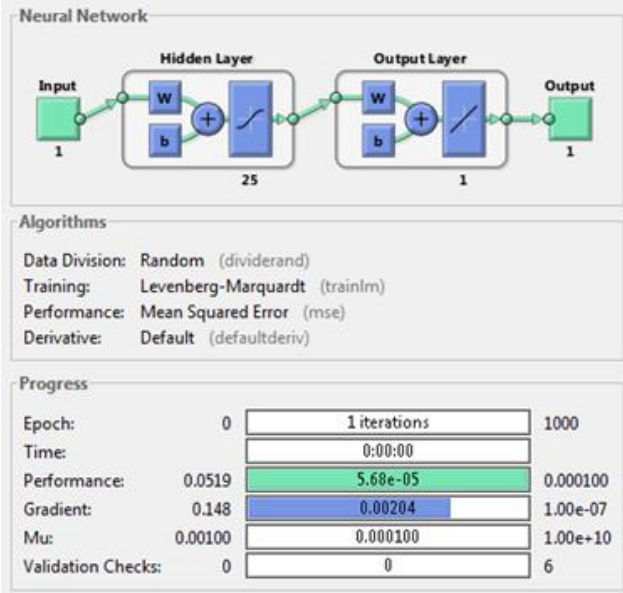 Neural Network
Hidden Layer
Output Layer
Input
Output
W
W
b
b
1
25
1
1
Algorithms
Data Division: Random (dividerand)
Training: Levenberg-Marquardt (trainlm)
Performance: Mean Squared Error (mse)
Derivative: Default (defaultderiv)
Progress
Epoch: 0 1 iterations 1000
Time: 0:00:00
Performance: 0.0519 5.68e-05 0.000100
Gradient: 0.148 0.00204 1.00e-07
Mu: 0.00100 0.000100 1.00e+10
Validation Checks: 0 0 6